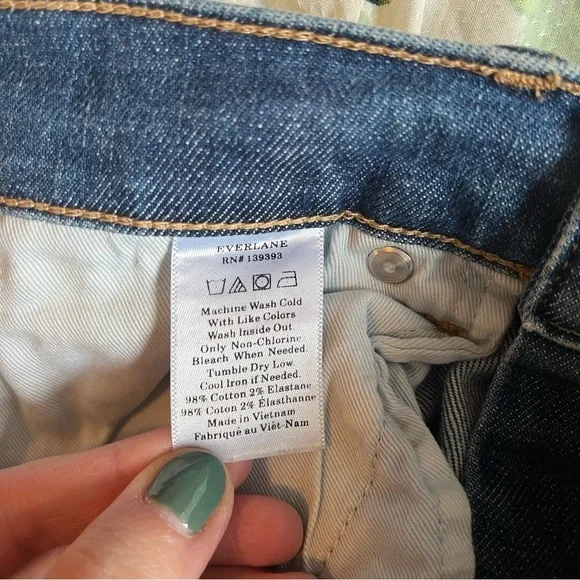 EVERLANE
RN# 139393
Machine Wash Cold
With Like Colors
Wash Inside Out
Only Non-Chlorine
Bleach When Needed.
Tumble Dry Low
Cool Iron if Needed.
98% Cotton 2% Elastane
98% Cotton 2% Élasthanne
Made in Vietnam
Fabriqué au Viêt-Nam